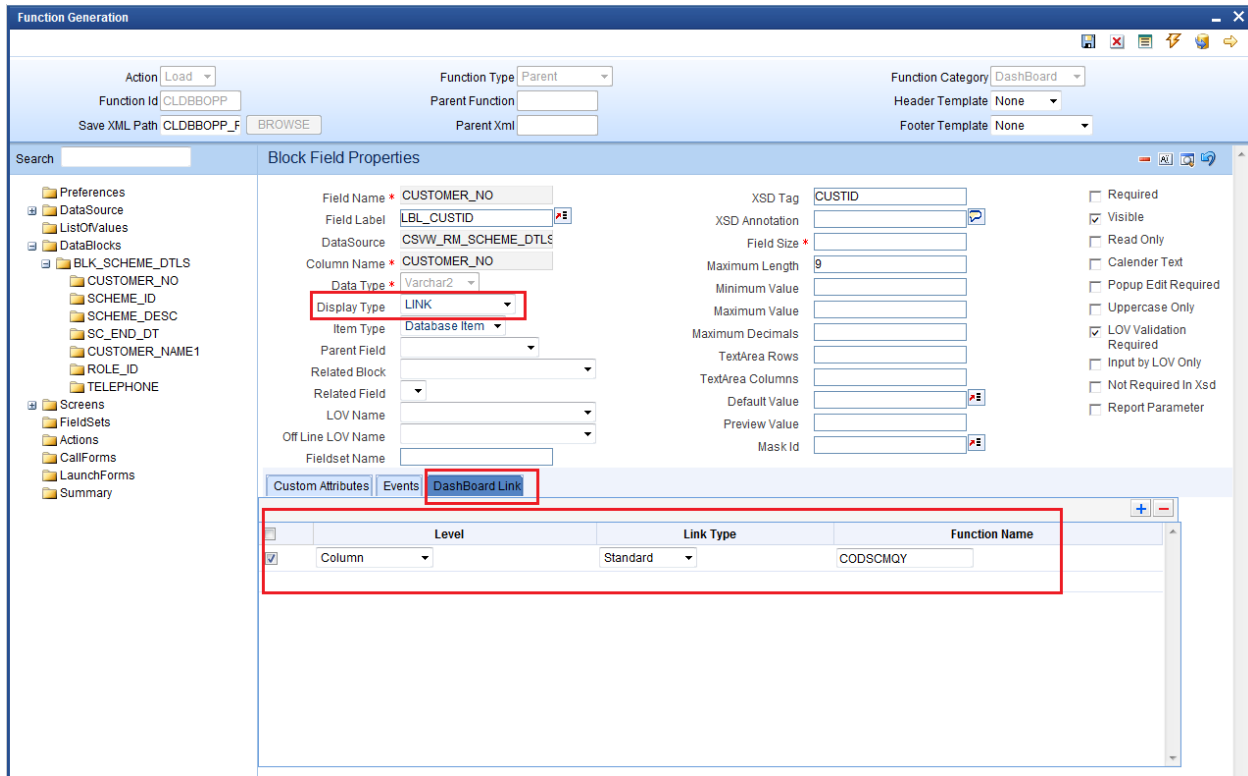 Function Generation
Action Load Function Type Parent Function Category DashBoard
Function Id CLDBBOPP Parent Function Header Template None
Save XML Path CLDBBOPP_F BROWSE Parent Xml Footer Template None
Search
Block Field Properties
Preferences
DataSource
ListOfValues
DataBlocks
BLK_SCHEME_DTLS
CUSTOMER_NO
SCHEME_ID
SCHEME_DESC
SC_END_DT
CUSTOMER_NAME1
ROLE_ID
TELEPHONE
Screens
FieldSets
Actions
CallForms
LaunchForms
Summary
Field Name * CUSTOMER_NO
Field Label LBL_CUSTID
DataSource CSVW_RM_SCHEME_DTLS
Column Name * CUSTOMER_NO
Data Type * Varchar2
Display Type LINK
Item Type Database Item
Parent Field
Related Block
Related Field
LOV Name
Off Line LOV Name
Fieldset Name
XSD Tag CUSTID
XSD Annotation
Field Size *
Maximum Length 9
Minimum Value
Maximum Value
Maximum Decimals
TextArea Rows
TextArea Columns
Default Value
Preview Value
Mask Id
Required
Visible
Read Only
Calender Text
Popup Edit Required
Uppercase Only
LOV Validation
Required
Input by LOV Only
Not Required In Xsd
Report Parameter
Custom Attributes Events DashBoard Link
Level Link Type Function Name
Column Standard CODSCMQY